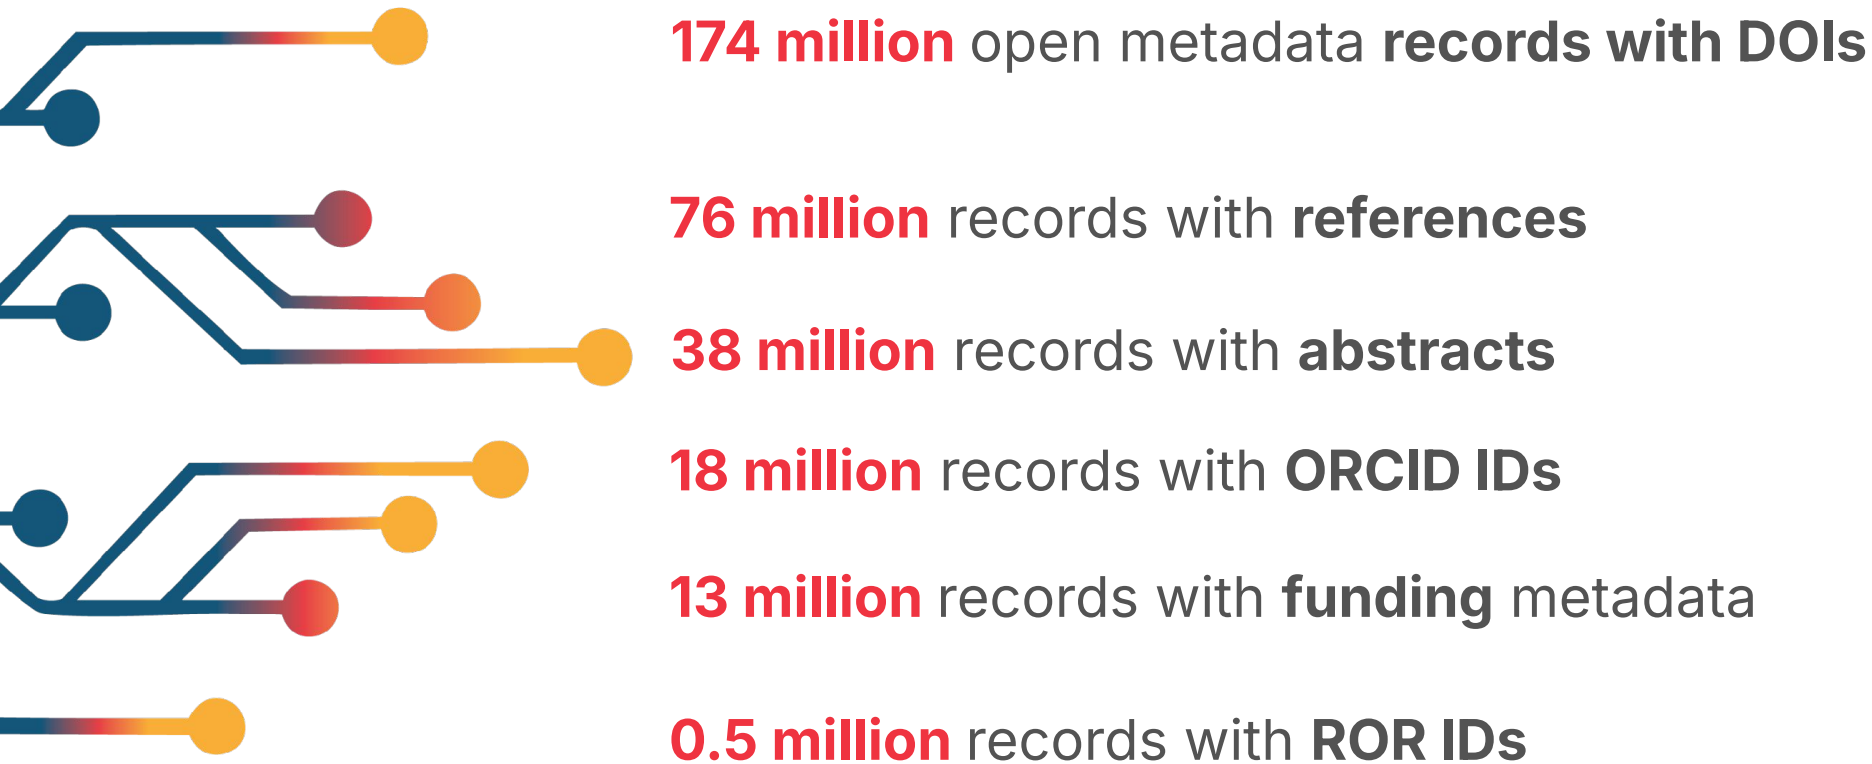 174 million open metadata records with DOIs
76 million records with references
38 million records with abstracts
18 million records with ORCID IDs
13 million records with funding metadata
0.5 million records with ROR IDs